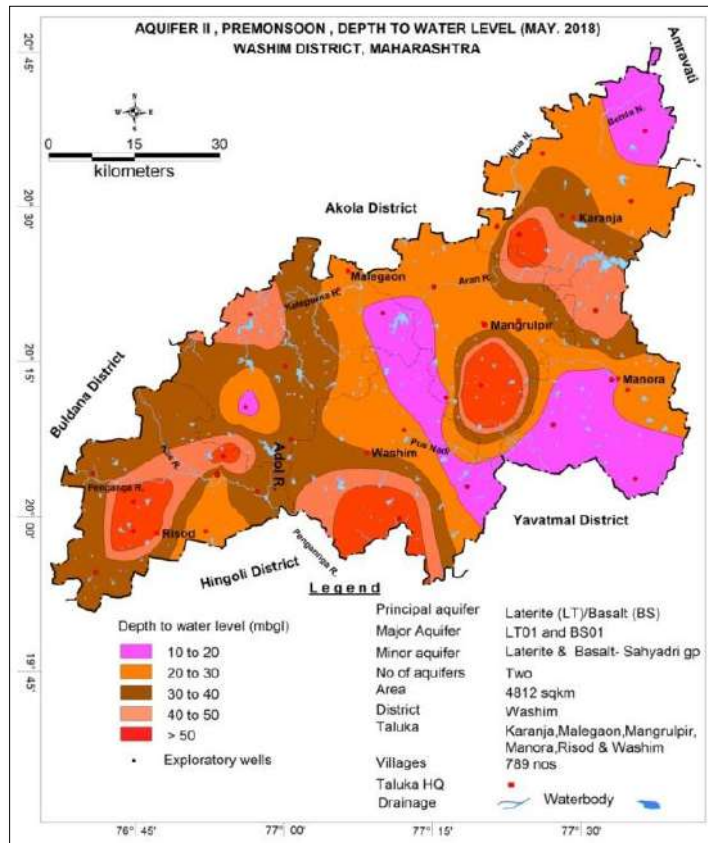 AQUIFER II , PREMONSOON , DEPTH TO WATER LEVEL (MAY. 2018)
WASHIM DISTRICT, MAHARASHTRA
20° 45'
Amravati
N
W E
S
0 15 30
kilometers
Bembla N.
Uma N.
20° 30'
Akola District
Karanja
Malegaon
Aran R.
Katepurna R.
Mangrulpir
20° 15'
Buldana District
Manora
Adol R.
Washim
Pus Nadi
Penganga R.
20° 00'
Risod
Yavatmal District
Hingoli District
Legend
Depth to water level (mbgl)
10 to 20
20 to 30
30 to 40
40 to 50
> 50
Exploratory wells
Principal aquifer Laterite (LT)/Basalt (BS)
Major Aquifer LT01 and BS01
Minor aquifer Laterite & Basalt- Sahyadri gp
No of aquifers Two
Area 4812 sqkm
District Washim
Taluka Karanja,Malegaon,Mangrulpir,
Manora,Risod & Washim
Villages 789 nos
Taluka HQ
Drainage Waterbody
19° 45'
76° 45' 77° 00' 77° 15' 77° 30'